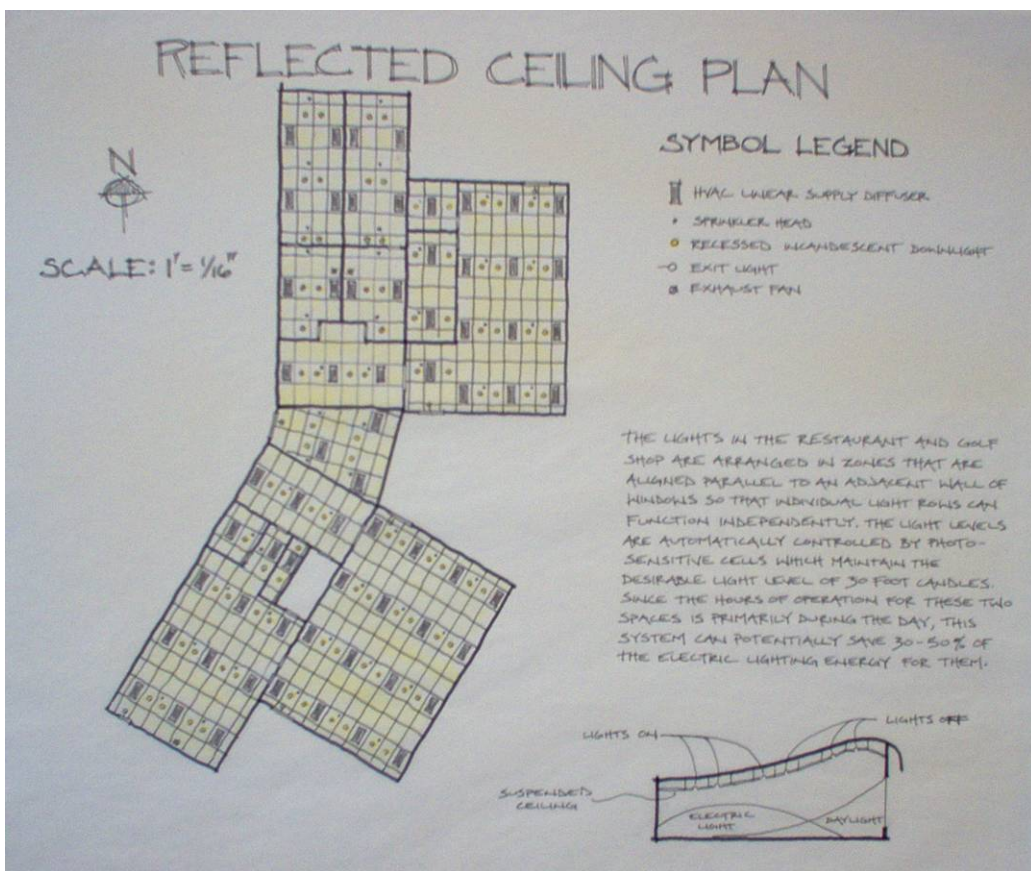 REFLECTED CEILING PLAN
N
SCALE: 1' = 1/16"
SYMBOL LEGEND
HVAC LINEAR SUPPLY DIFFUSER
SPRINKLER HEAD
RECESSED INCANDESCENT DOWNLIGHT
EXIT LIGHT
EXHAUST FAN
THE LIGHTS IN THE RESTAURANT AND GOLF
SHOP ARE ARRANGED IN ZONES THAT ARE
ALIGNED PARALLEL TO AN ADJACENT WALL OF
WINDOWS SO THAT INDIVIDUAL LIGHT ROWS CAN
FUNCTION INDEPENDENTLY. THE LIGHT LEVELS
ARE AUTOMATICALLY CONTROLLED BY PHOTO-
SENSITIVE CELLS WHICH MAINTAIN THE
DESIRABLE LIGHT LEVEL OF 30 FOOT CANDLES.
SINCE THE HOURS OF OPERATION FOR THESE TWO
SPACES IS PRIMARILY DURING THE DAY, THIS
SYSTEM CAN POTENTIALLY SAVE 30-50% OF
THE ELECTRIC LIGHTING ENERGY FOR THEM.
LIGHTS ON
LIGHTS OFF
SUSPENDED
CEILING
ELECTRIC
LIGHT
DAYLIGHT